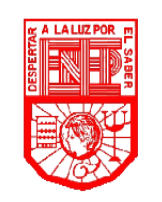 DESPERTAR
A LA LUZ POR
EL SABER
ENP